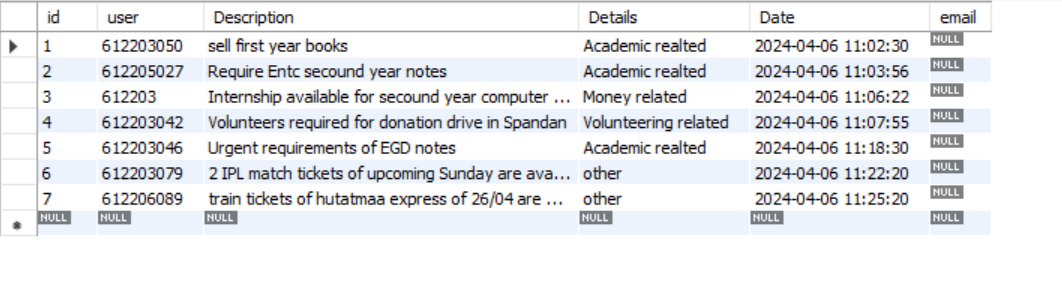 id user Description Details Date email
1 612203050 sell first year books Academic realted 2024-04-06 11:02:30 NULL
2 612205027 Require Entc secound year notes Academic realted 2024-04-06 11:03:56 NULL
3 612203 Internship available for secound year computer ... Money related 2024-04-06 11:06:22 NULL
4 612203042 Volunteers required for donation drive in Spandan Volunteering related 2024-04-06 11:07:55 NULL
5 612203046 Urgent requirements of EGD notes Academic realted 2024-04-06 11:18:30 NULL
6 612203079 2 IPL match tickets of upcoming Sunday are ava... other 2024-04-06 11:22:20 NULL
7 612206089 train tickets of hutatmaa express of 26/04 are ... other 2024-04-06 11:25:20 NULL
NULL NULL NULL NULL NULL NULL